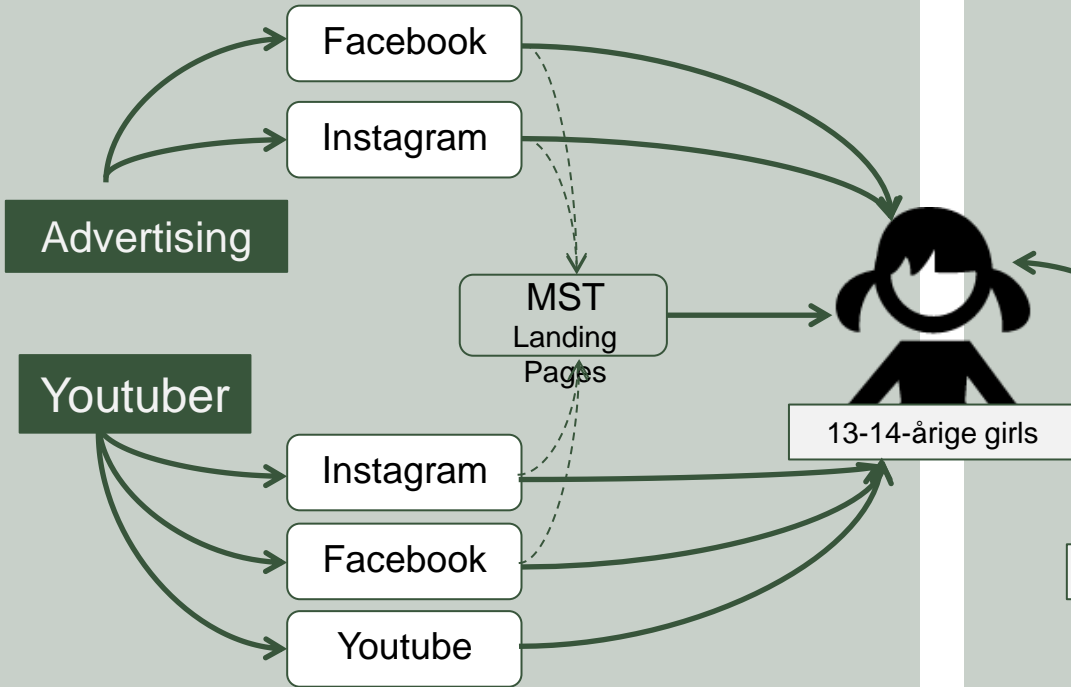 Facebook
Instagram
Advertising
MST
Landing
Pages
Youtuber
13-14-årige girls
Instagram
Facebook
Youtube